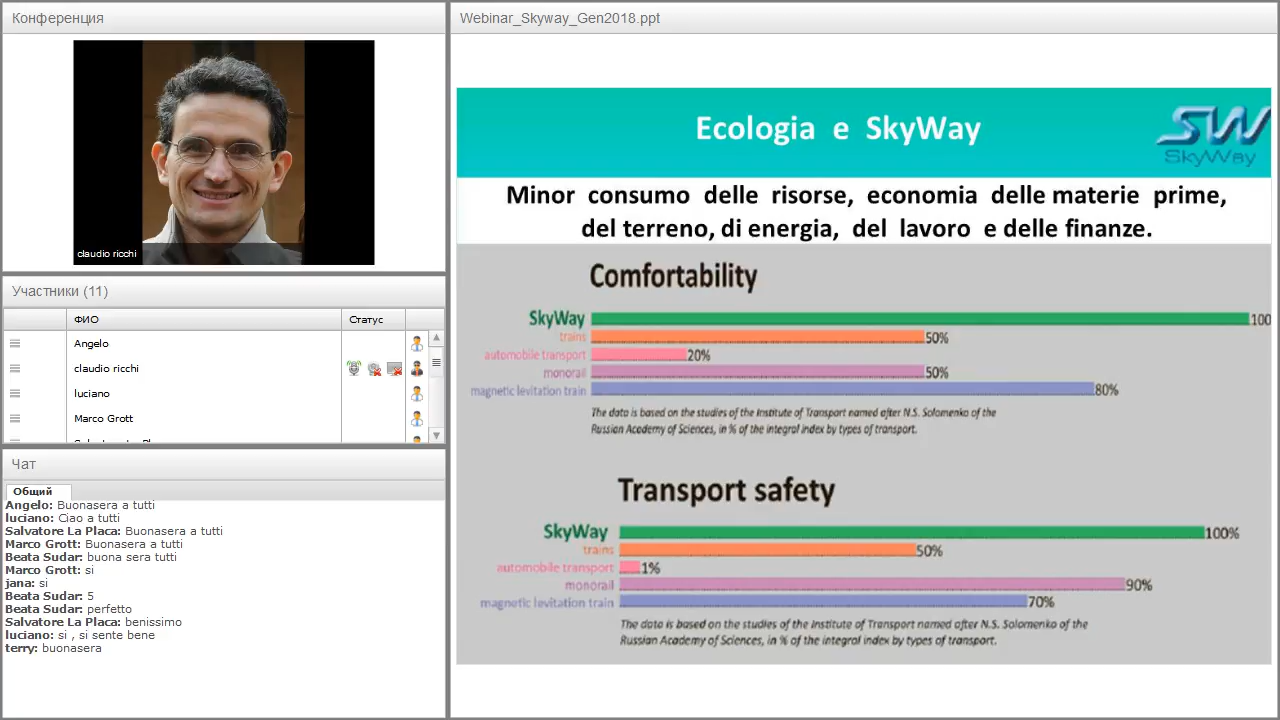 Конференция
claudio ricchi
Участники (11)
ФИО
Статус
Angelo
claudio ricchi
luciano
Marco Grott
Чат
Общий
Angelo: Buonasera a tutti
luciano: Ciao a tutti
Salvatore La Placa: Buonasera a tutti
Marco Grott: Buonasera a tutti
Beata Sudar: buona sera tutti
Marco Grott: si
jana: si
Beata Sudar: 5
Beata Sudar: perfetto
Salvatore La Placa: benissimo
luciano: si , si sente bene
terry: buonasera
Webinar_Skyway_Gen2018.ppt
Ecologia e SkyWay
SW
SkyWay
Minor consumo delle risorse, economia delle materie prime,
del terreno, di energia, del lavoro e delle finanze.
Comfortability
SkyWay 100
trains 50%
automobile transport 20%
monorail 50%
magnetic levitation train 80%
The data is based on the studies of the Institute of Transport named after N.S. Solomenko of the
Russian Academy of Sciences, in % of the integral index by types of transport.
Transport safety
SkyWay 100%
trains 50%
automobile transport 1%
monorail 90%
magnetic levitation train 70%
The data is based on the studies of the Institute of Transport named after N.S. Solomenko of the
Russian Academy of Sciences, in % of the integral index by types of transport.